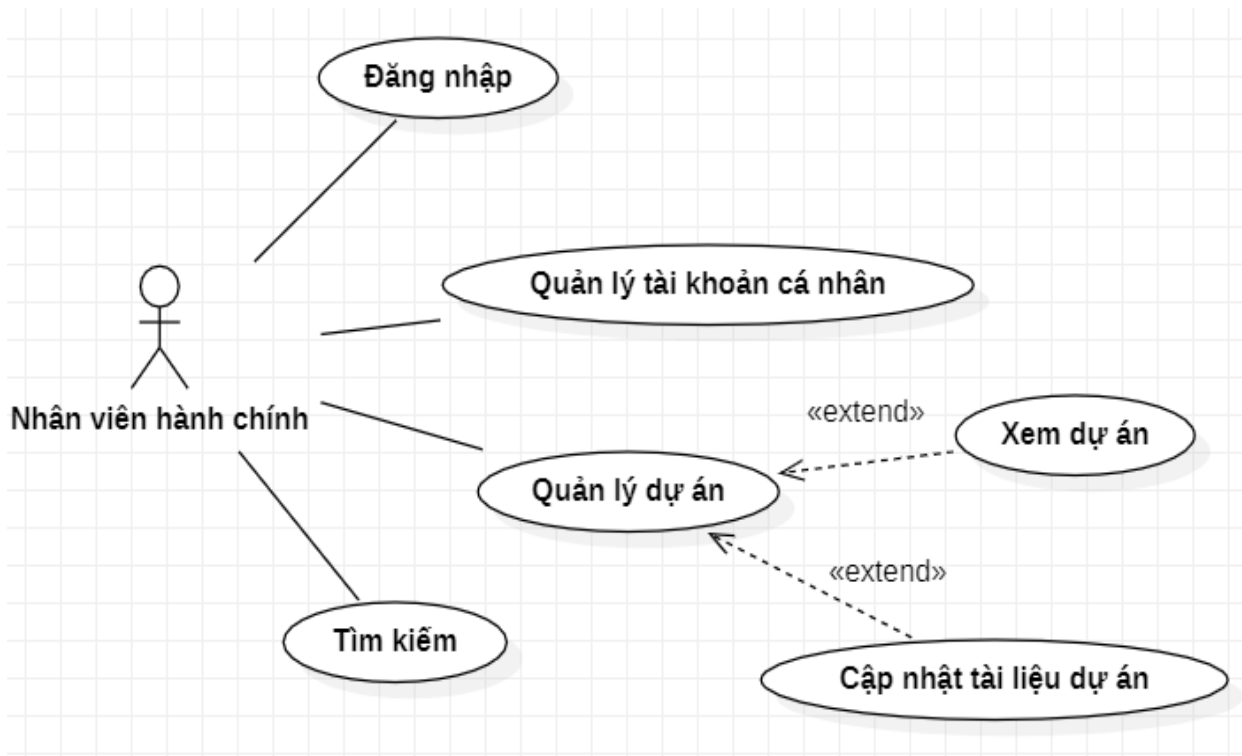 Đăng nhập
Quản lý tài khoản cá nhân
Nhân viên hành chính
«extend»
Xem dự án
Quản lý dự án
«extend»
Tìm kiếm
Cập nhật tài liệu dự án